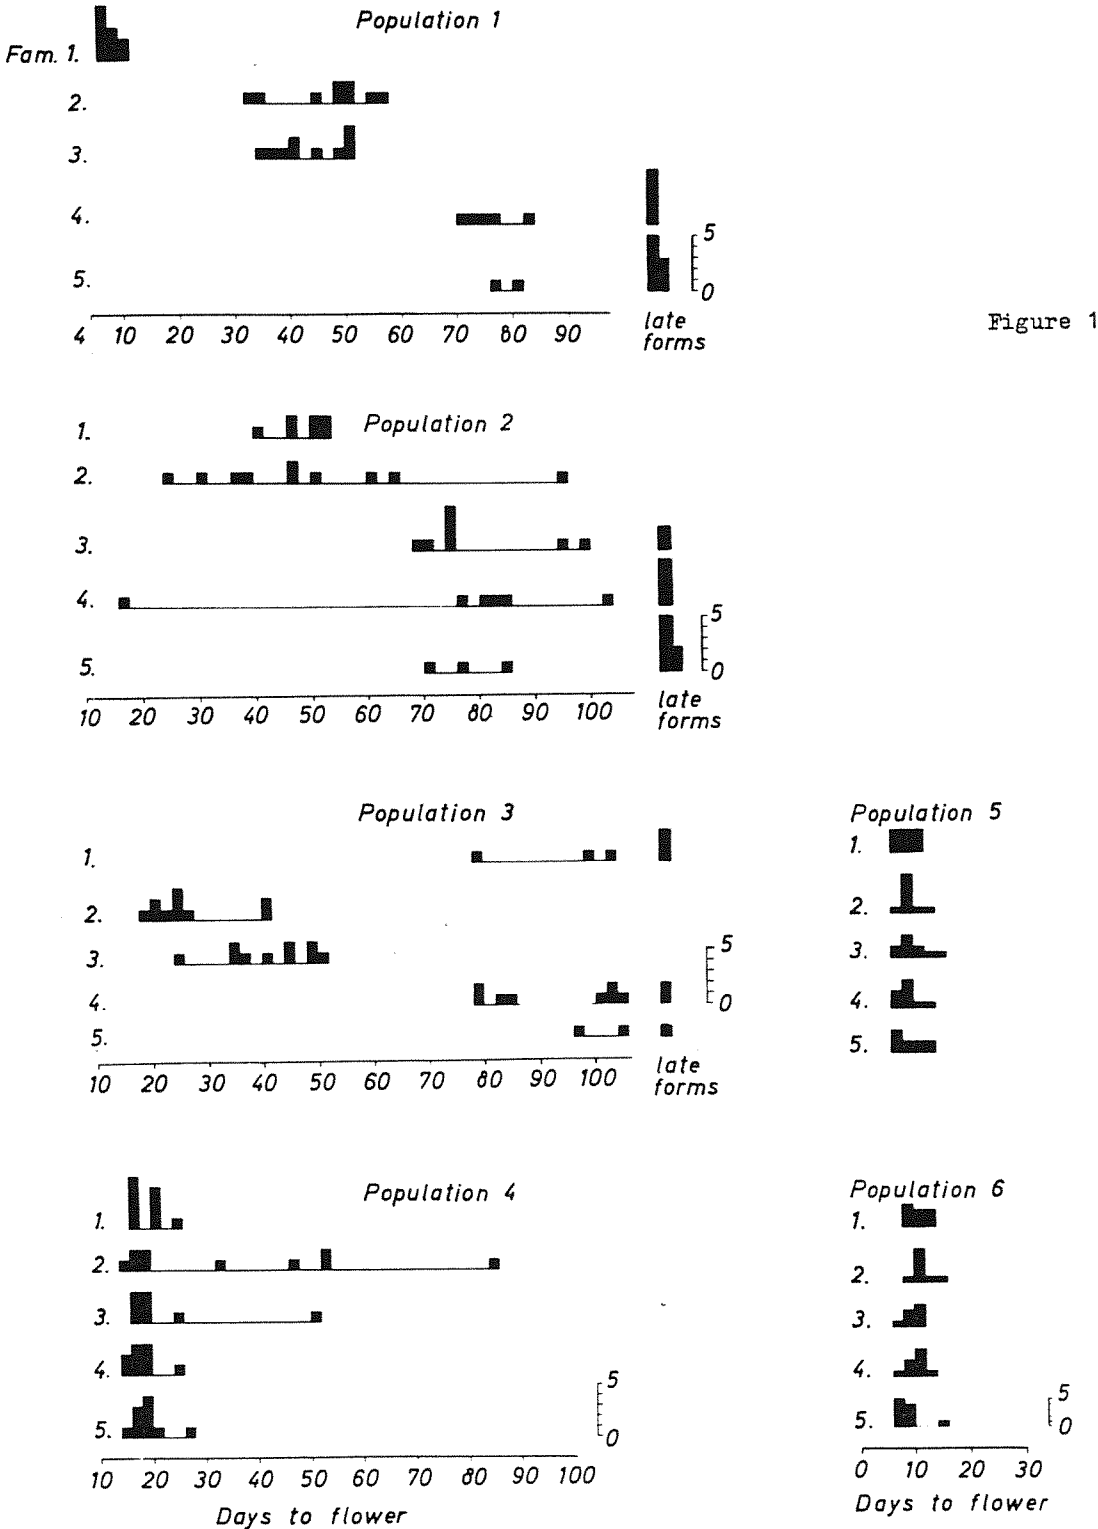 Population 1
Fam. 1.
2.
3.
4.
5.
5
0
4 10 20 30 40 50 60 70 80 90
late
forms
Figure 1
Population 2
1.
2.
3.
4.
5.
5
0
10 20 30 40 50 60 70 80 90 100
late
forms
Population 3
1.
2.
3.
4.
5.
5
0
10 20 30 40 50 60 70 80 90 100
late
forms
Population 5
1.
2.
3.
4.
5.
Population 4
1.
2.
3.
4.
5.
5
0
10 20 30 40 50 60 70 80 90 100
Days to flower
Population 6
1.
2.
3.
4.
5.
5
0
0 10 20 30
Days to flower